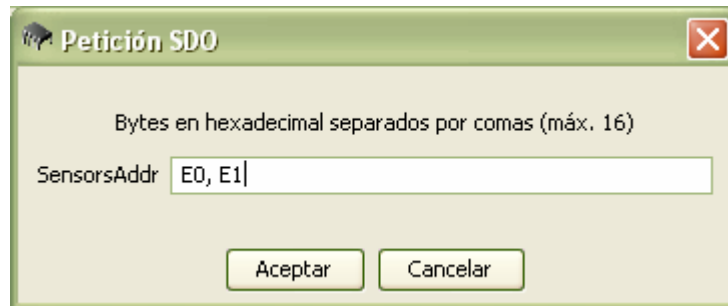 Petición SDO
Bytes en hexadecimal separados por comas (máx. 16)
SensorsAddr E0, E1
Aceptar Cancelar